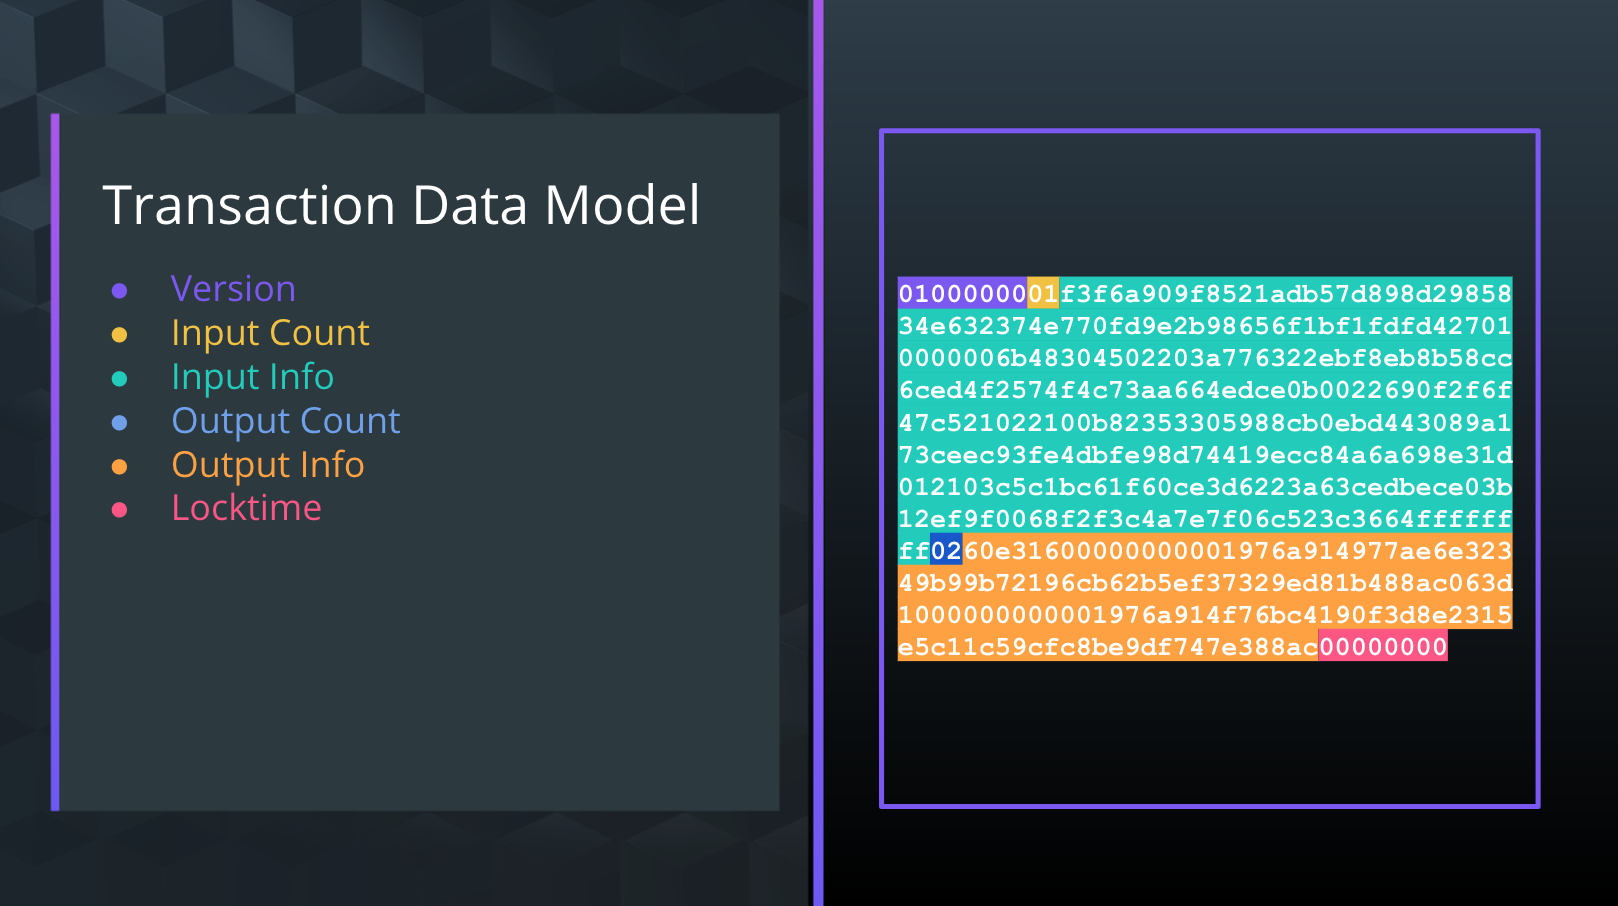 Transaction Data Model
● Version
● Input Count
● Input Info
● Output Count
● Output Info
● Locktime
0100000001f3f6a909f8521adb57d898d29858
34e632374e770fd9e2b98656f1bf1fdfd42701
0000006b48304502203a776322ebf8eb8b58cc
6ced4f2574f4c73aa664edce0b0022690f2f6f
47c521022100b82353305988cb0ebd443089a1
73ceec93fe4dbfe98d74419ecc84a6a698e31d
012103c5c1bc61f60ce3d6223a63cedbece03b
12ef9f0068f2f3c4a7e7f06c523c3664ffffff
ff0260e31600000000001976a914977ae6e323
49b99b72196cb62b5ef37329ed81b488ac063d
1000000000001976a914f76bc4190f3d8e2315
e5c11c59cfc8be9df747e388ac00000000